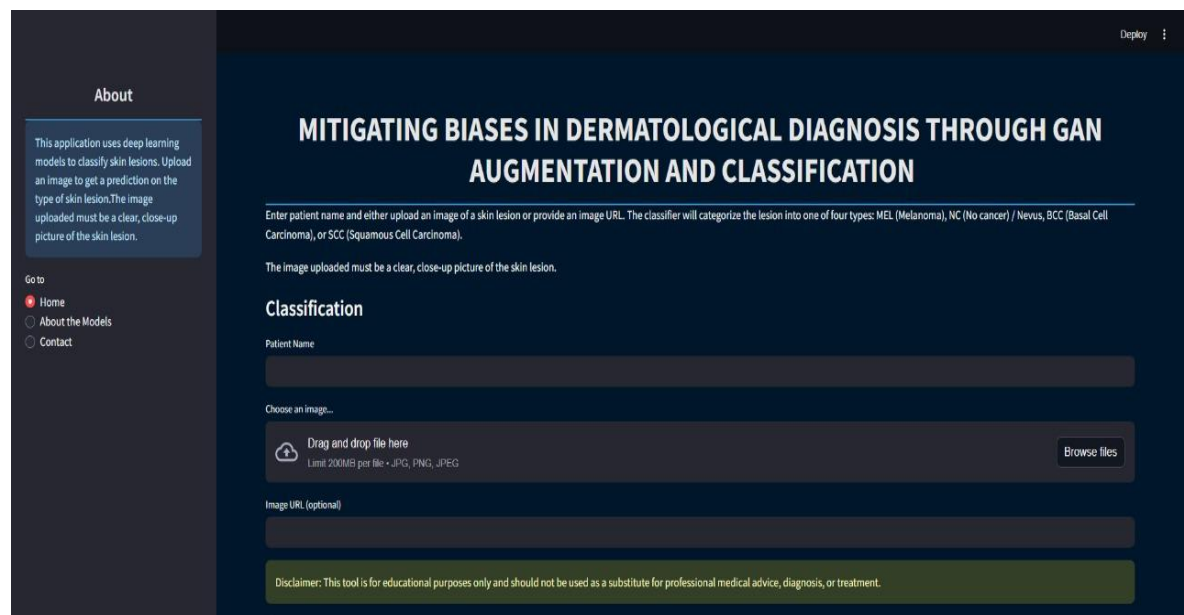 Deploy
About
This application uses deep learning
models to classify skin lesions. Upload
an image to get a prediction on the
type of skin lesion.The image
uploaded must be a clear, close-up
picture of the skin lesion.
Go to
Home
About the Models
Contact
MITIGATING BIASES IN DERMATOLOGICAL DIAGNOSIS THROUGH GAN
AUGMENTATION AND CLASSIFICATION
Enter patient name and either upload an image of a skin lesion or provide an image URL. The classifier will categorize the lesion into one of four types: MEL (Melanoma), NC (No cancer) / Nevus, BCC (Basal Cell
Carcinoma), or SCC (Squamous Cell Carcinoma).
The image uploaded must be a clear, close-up picture of the skin lesion.
Classification
Patient Name
Choose an image...
Drag and drop file here
Limit 200MB per file • JPG, PNG, JPEG
Browse files
Image URL (optional)
Disclaimer: This tool is for educational purposes only and should not be used as a substitute for professional medical advice, diagnosis, or treatment.